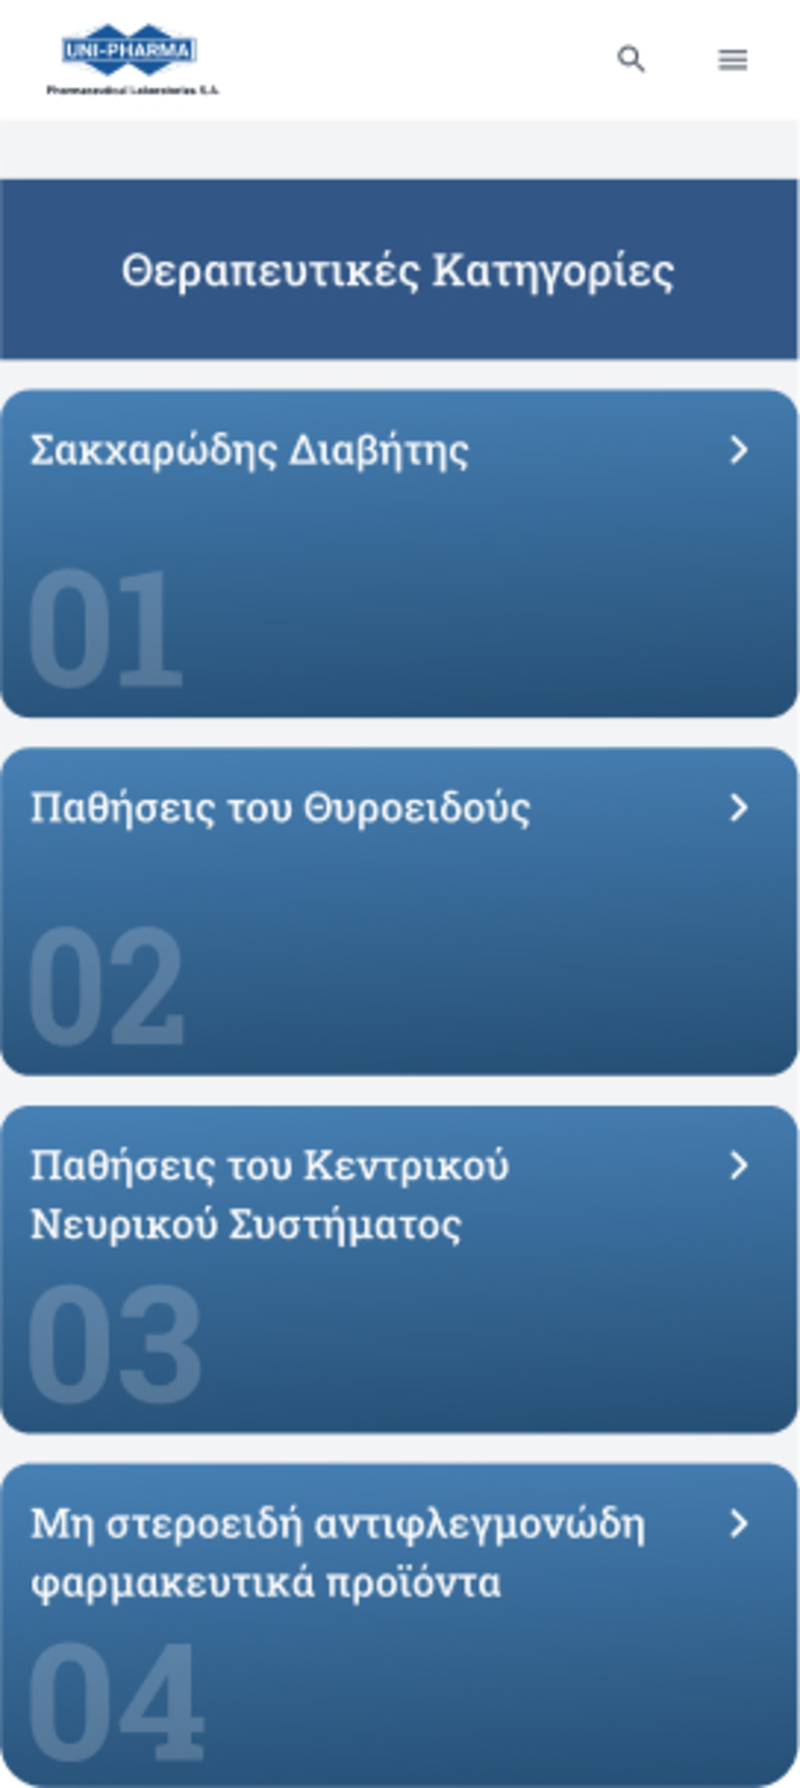 UNI-PHARMA
Pharmaceutical Laboratories S.A.
Θεραπευτικές Κατηγορίες
Σακχαρώδης Διαβήτης
01
Παθήσεις του Θυροειδούς
02
Παθήσεις του Κεντρικού
Νευρικού Συστήματος
03
Μη στεροειδή αντιφλεγμονώδη
φαρμακευτικά προϊόντα
04